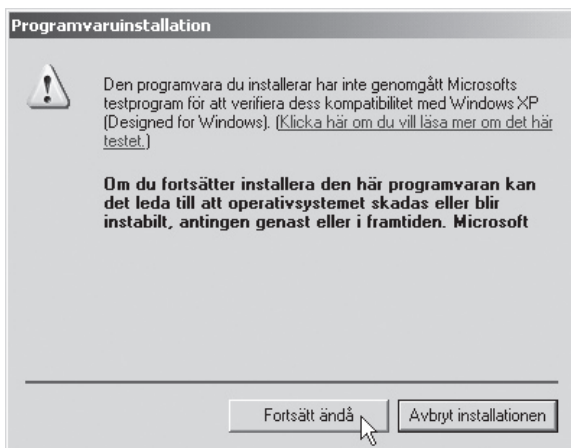 Programvaruinstallation
Den programvara du installerar har inte genomgått Microsofts
testprogram för att verifiera dess kompatibilitet med Windows XP
(Designed for Windows). (Klicka här om du vill läsa mer om det här
testet.)
Om du fortsätter installera den här programvaran kan
det leda till att operativsystemet skadas eller blir
instabilt, antingen genast eller i framtiden. Microsoft
Fortsätt ändå
Avbryt installationen